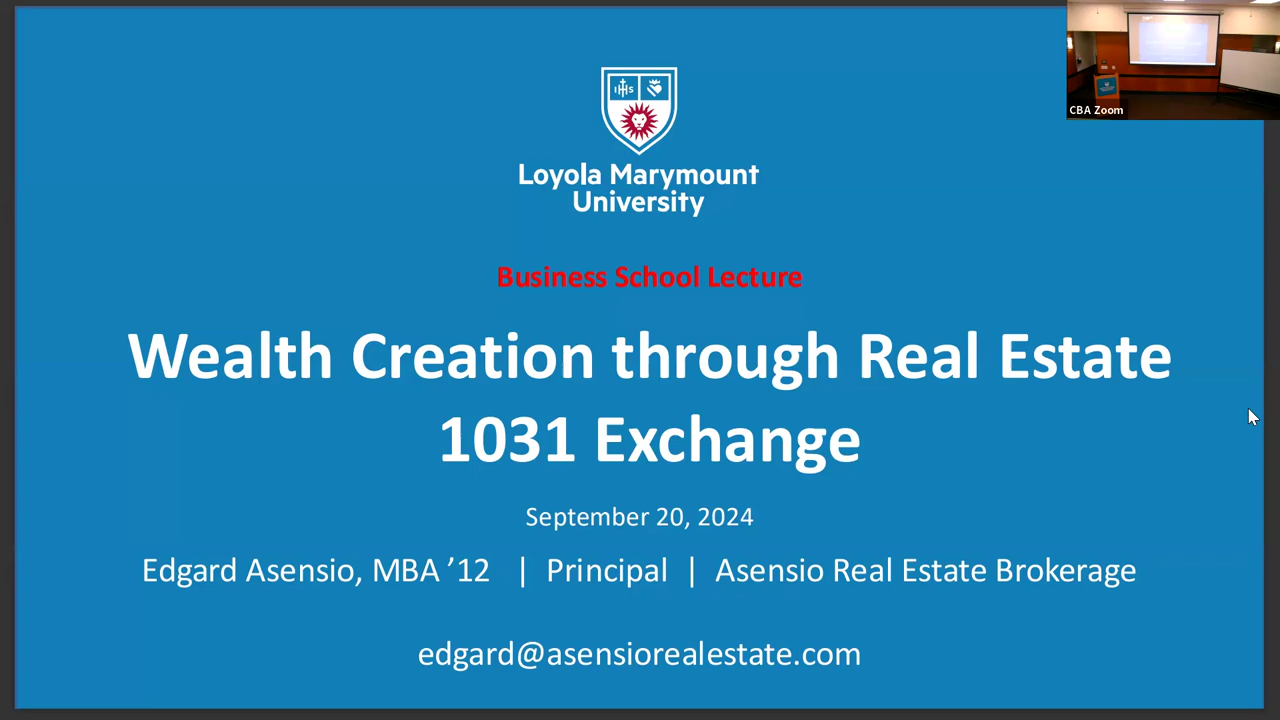 CBA Zoom
IHS
Loyola Marymount
University
Business School Lecture
Wealth Creation through Real Estate
1031 Exchange
September 20, 2024
Edgard Asensio, MBA ’12 | Principal | Asensio Real Estate Brokerage
edgard@asensiorealestate.com